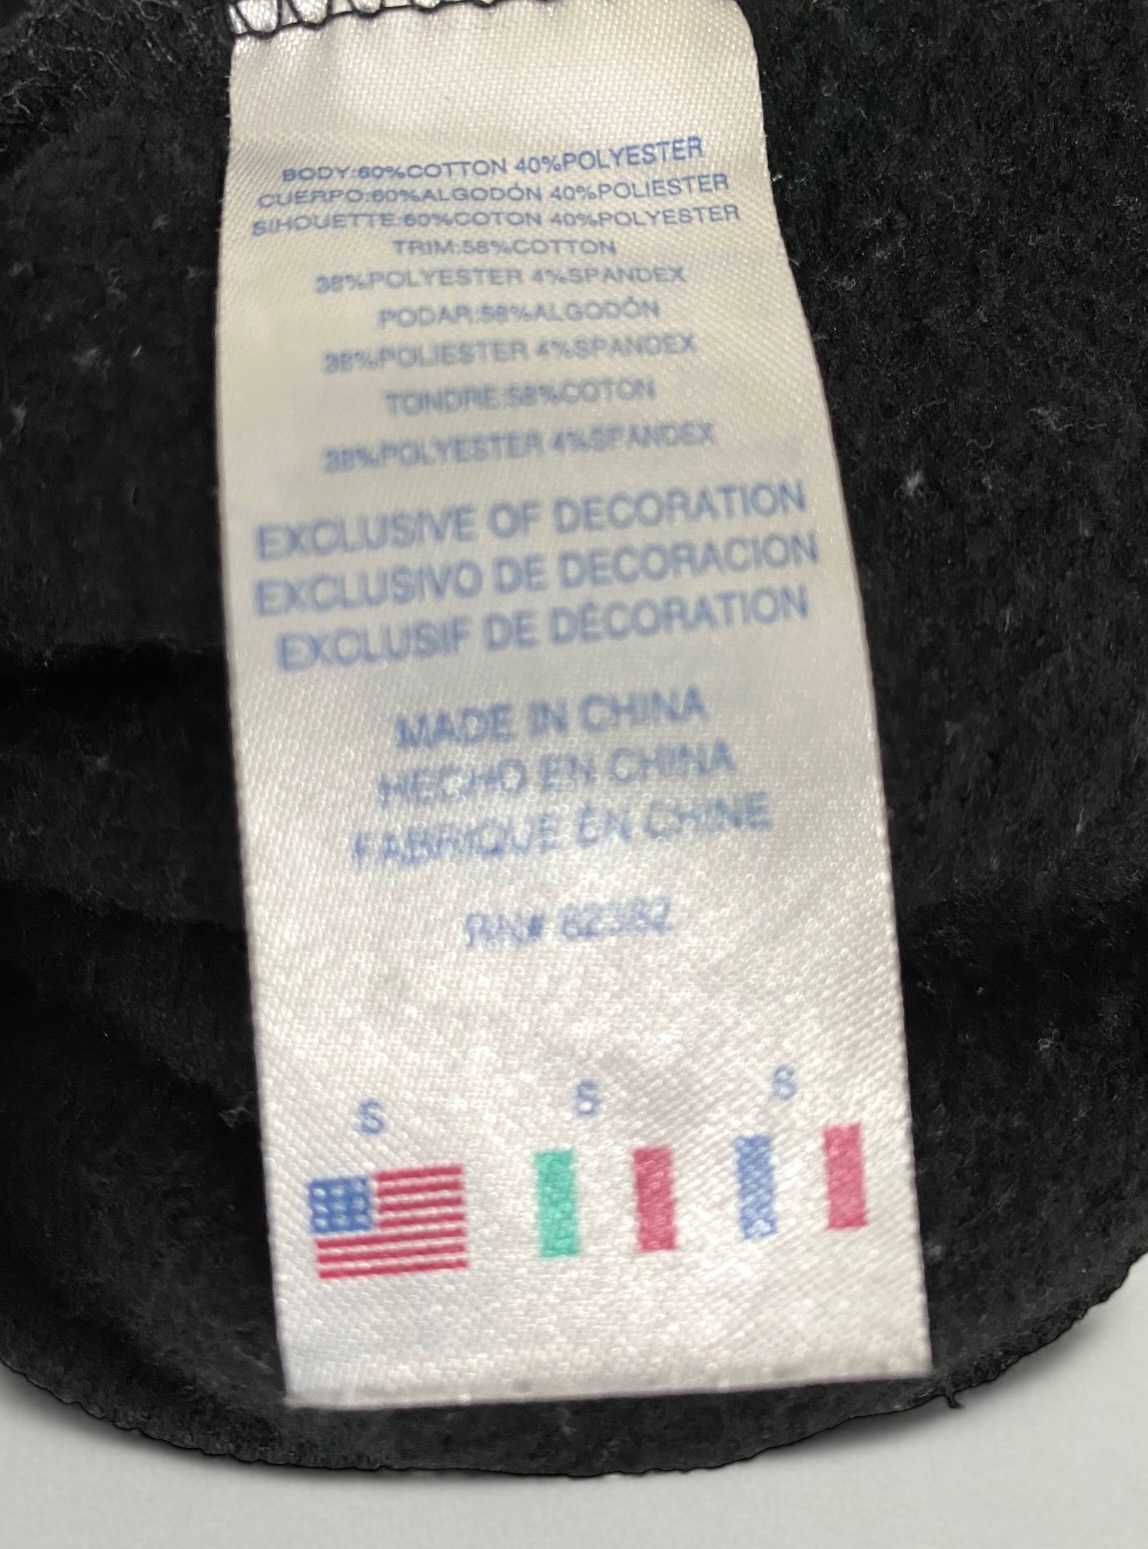 BODY:60%COTTON 40%POLYESTER
CUERPO:60%ALGODÓN 40%POLIESTER
SIHOUETTE:60%COTON 40%POLYESTER
TRIM:58%COTTON
38%POLYESTER 4%SPANDEX
PODAR:58%ALGODÓN
38%POLIESTER 4%SPANDEX
TONDRE:58%COTON
38%POLYESTER 4%SPANDEX
EXCLUSIVE OF DECORATION
EXCLUSIVO DE DECORACION
EXCLUSIF DE DÉCORATION
MADE IN CHINA
HECHO EN CHINA
FABRIQUE EN CHINE
RN# 62382
S S S